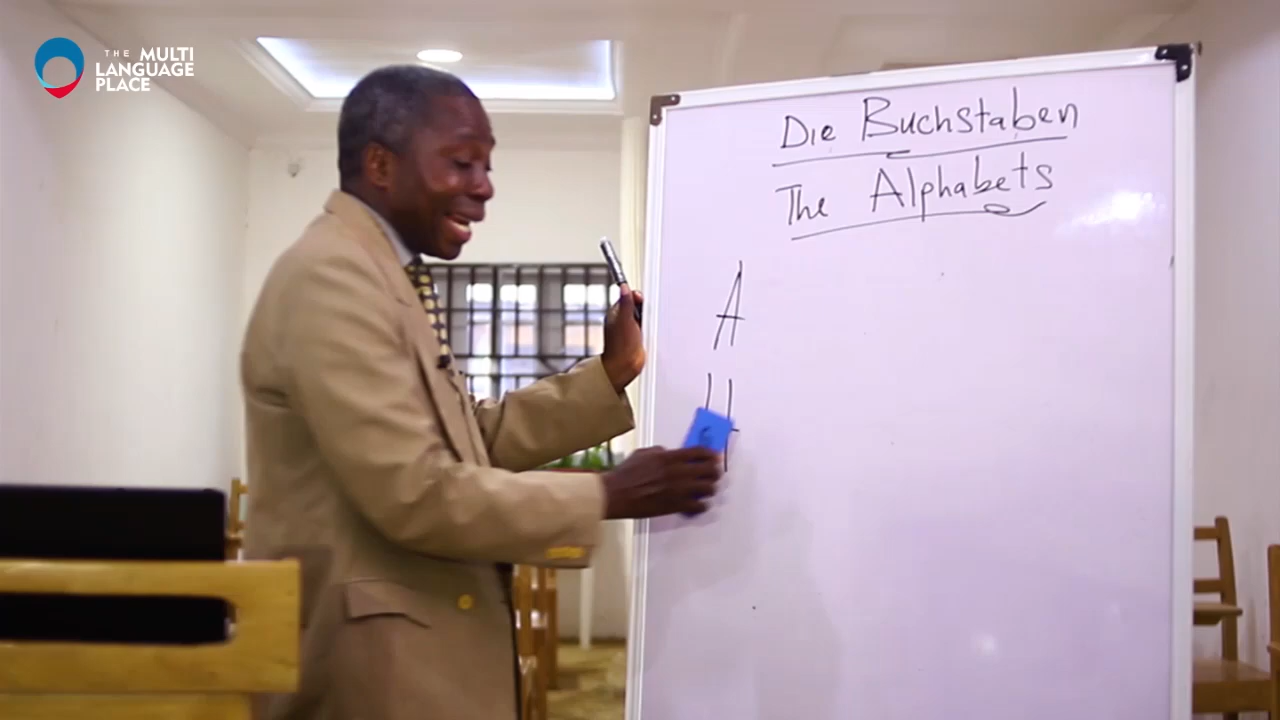 THE MULTI
LANGUAGE
PLACE
Die Buchstaben
The Alphabets
A